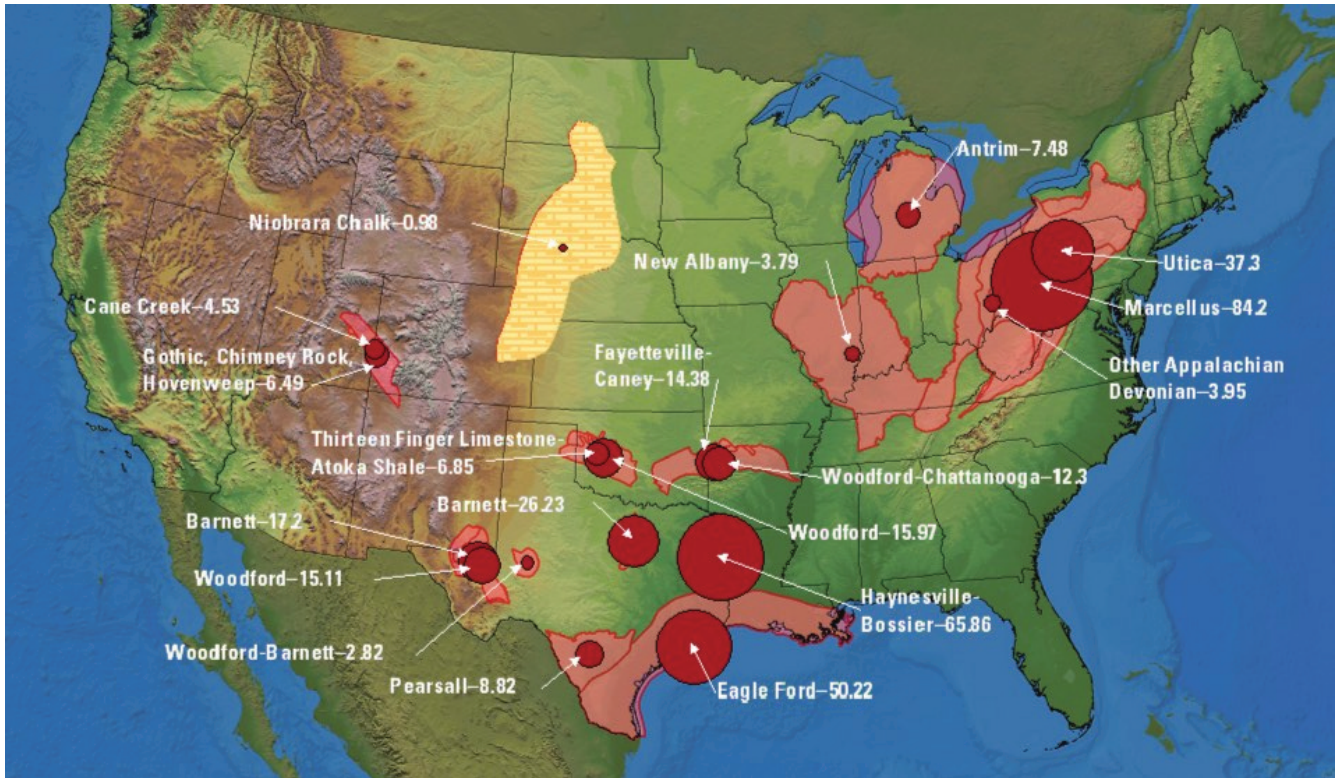 Antrim–7.48
Niobrara Chalk–0.98
New Albany–3.79
Utica–37.3
Cane Creek–4.53
Marcellus–84.2
Gothic, Chimney Rock,
Hovenweep–6.49
Fayetteville-
Caney–14.38
Other Appalachian
Devonian–3.95
Thirteen Finger Limestone-
Atoka Shale–6.85
Woodford-Chattanooga–12.3
Barnett–26.23
Barnett–17.2
Woodford–15.97
Woodford–15.11
Haynesville-
Bossier–65.86
Woodford-Barnett–2.82
Pearsall–8.82
Eagle Ford–50.22